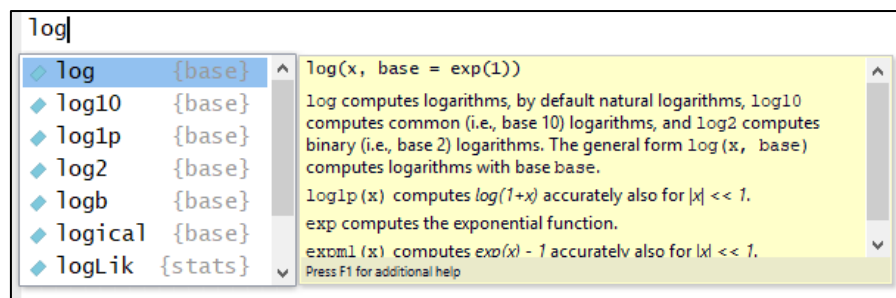 log
log {base}
log10 {base}
log1p {base}
log2 {base}
logb {base}
logical {base}
logLik {stats}
log(x, base = exp(1))
log computes logarithms, by default natural logarithms, log10
computes common (i.e., base 10) logarithms, and log2 computes
binary (i.e., base 2) logarithms. The general form log(x, base)
computes logarithms with base base.
log1p(x) computes log(1+x) accurately also for |x| << 1.
exp computes the exponential function.
expm1(x) computes exp(x) - 1 accurately also for |x| << 1.
Press F1 for additional help